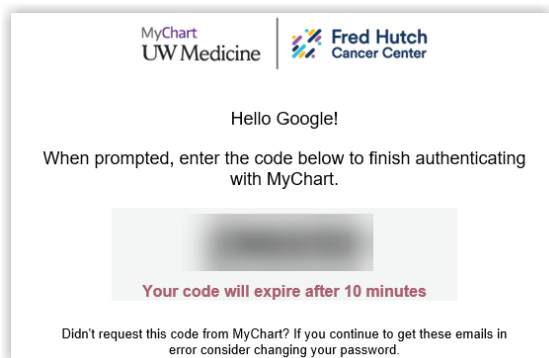 MyChart
UW Medicine
Fred Hutch
Cancer Center
Hello Google!
When prompted, enter the code below to finish authenticating
with MyChart.
Your code will expire after 10 minutes
Didn't request this code from MyChart? If you continue to get these emails in
error consider changing your password.